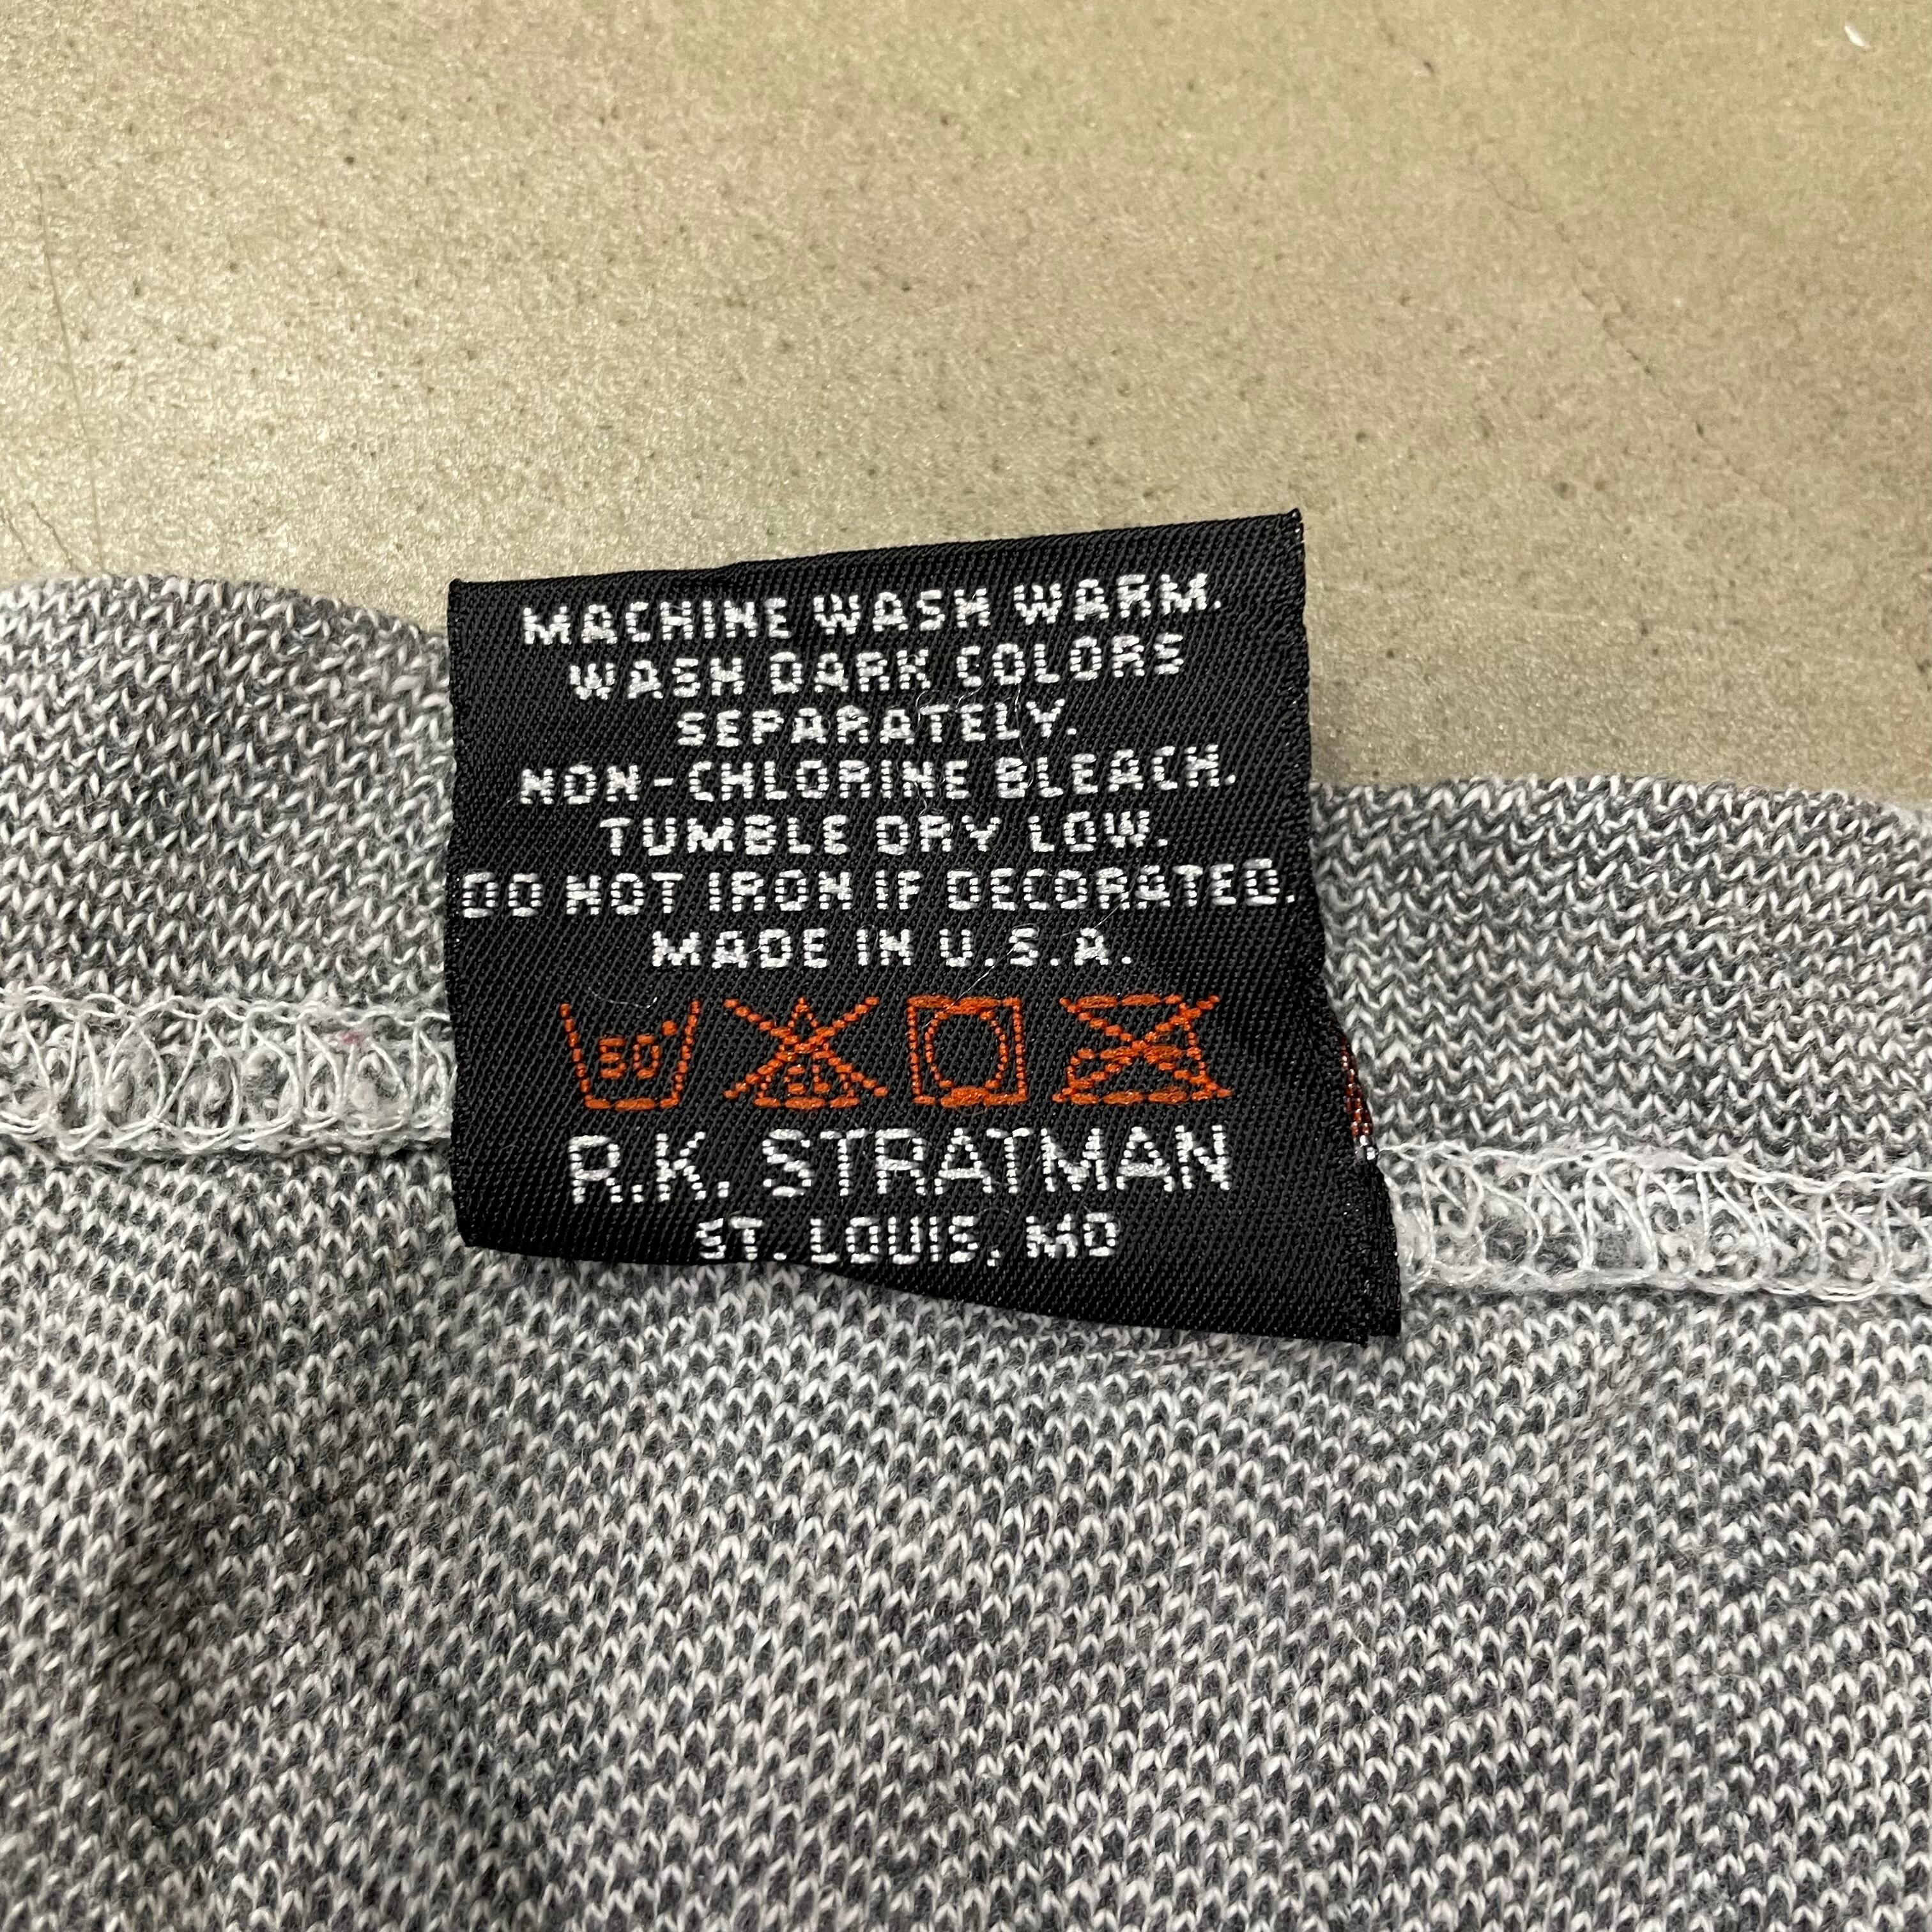 MACHINE WASH WARM.
WASH DARK COLORS
SEPARATELY.
NON-CHLORINE BLEACH.
TUMBLE DRY LOW.
DO NOT IRON IF DECORATED.
MADE IN U.S.A.
50° CL
R.K. STRATMAN
ST. LOUIS, MO